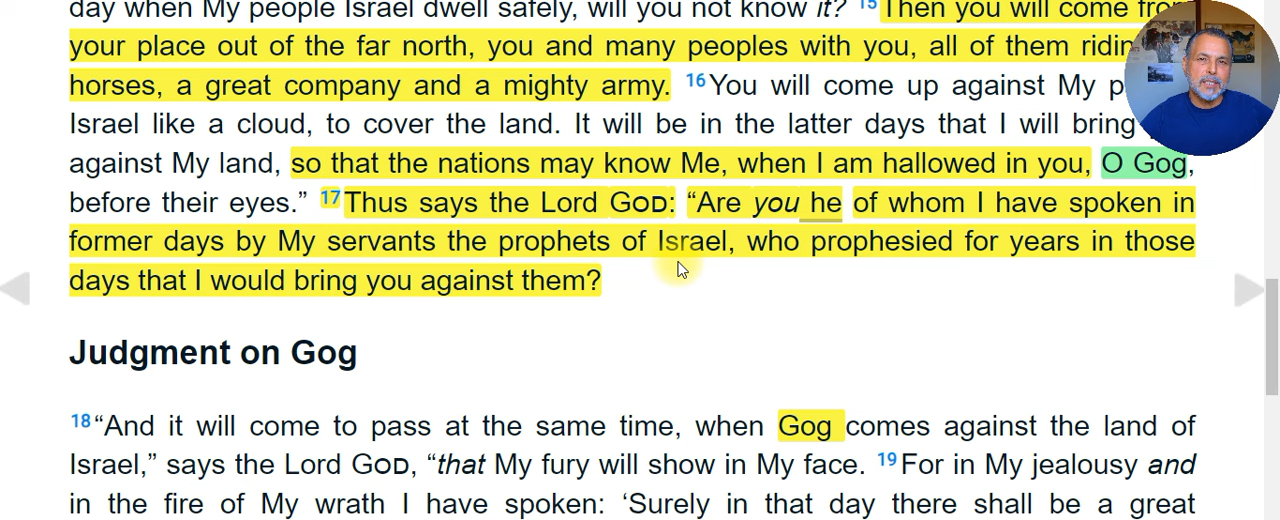 day when My people Israel dwell safely, will you not know it? 15 Then you will come from
your place out of the far north, you and many peoples with you, all of them
horses, a great company and a mighty army. 16 You will come up against My
Israel like a cloud, to cover the land. It will be in the latter days that I will bring
against My land, so that the nations may know Me, when I am hallowed in you, O Gog,
before their eyes.” 17 Thus says the Lord GOD: “Are you he of whom I have spoken in
former days by My servants the prophets of Israel, who prophesied for years in those
days that I would bring you against them?
Judgment on Gog
18 “And it will come to pass at the same time, when Gog comes against the land of
Israel,” says the Lord GOD, “that My fury will show in My face. 19 For in My jealousy and
in the fire of My wrath I have spoken: ‘Surely in that day there shall be a great